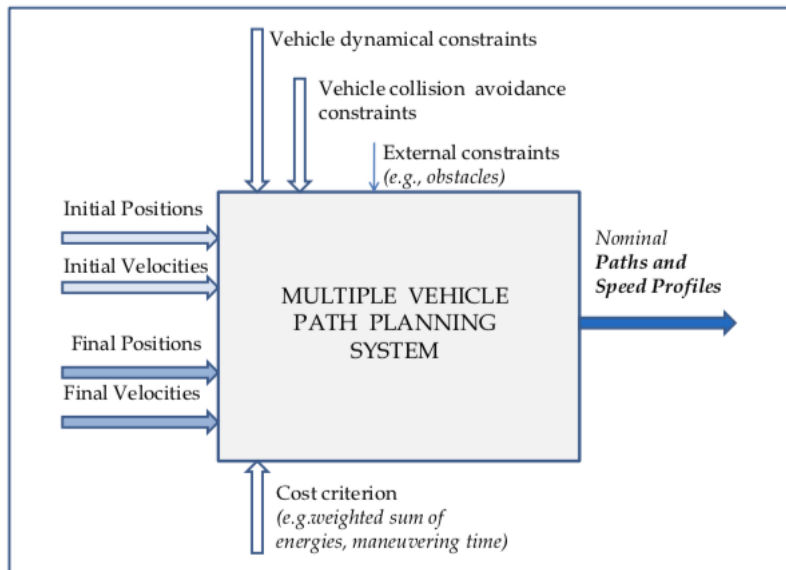 Vehicle dynamical constraints
Vehicle collision avoidance
constraints
External constraints
(e.g., obstacles)
Initial Positions
Initial Velocities
Final Positions
Final Velocities
MULTIPLE VEHICLE
PATH PLANNING
SYSTEM
Nominal
Paths and
Speed Profiles
Cost criterion
(e.g.weighted sum of
energies, maneuvering time)